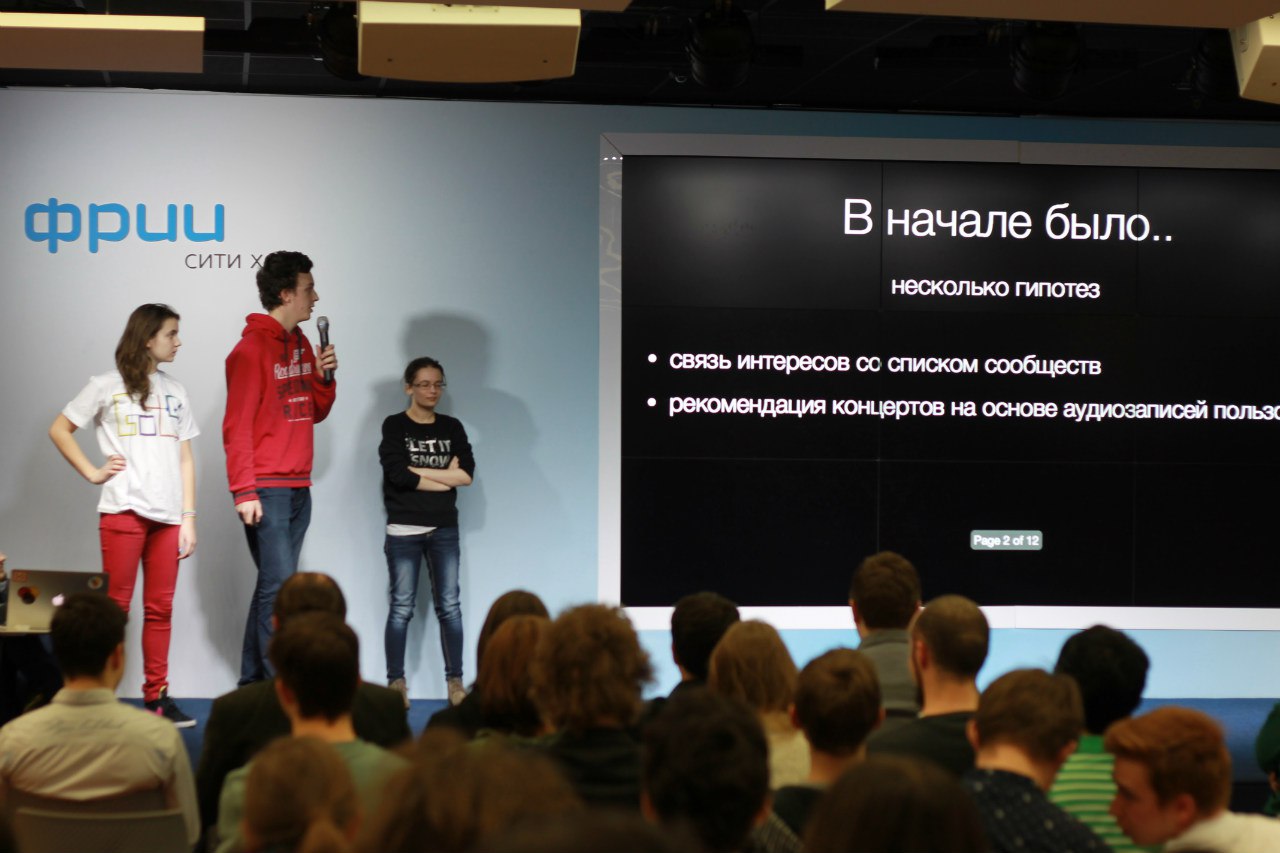 фрии
СИТИ Х
В начале было..
несколько гипотез
• связь интересов со списком сообществ
• рекомендация концертов на основе аудиозаписей
Page 2 of 12
LET IT
SNOW